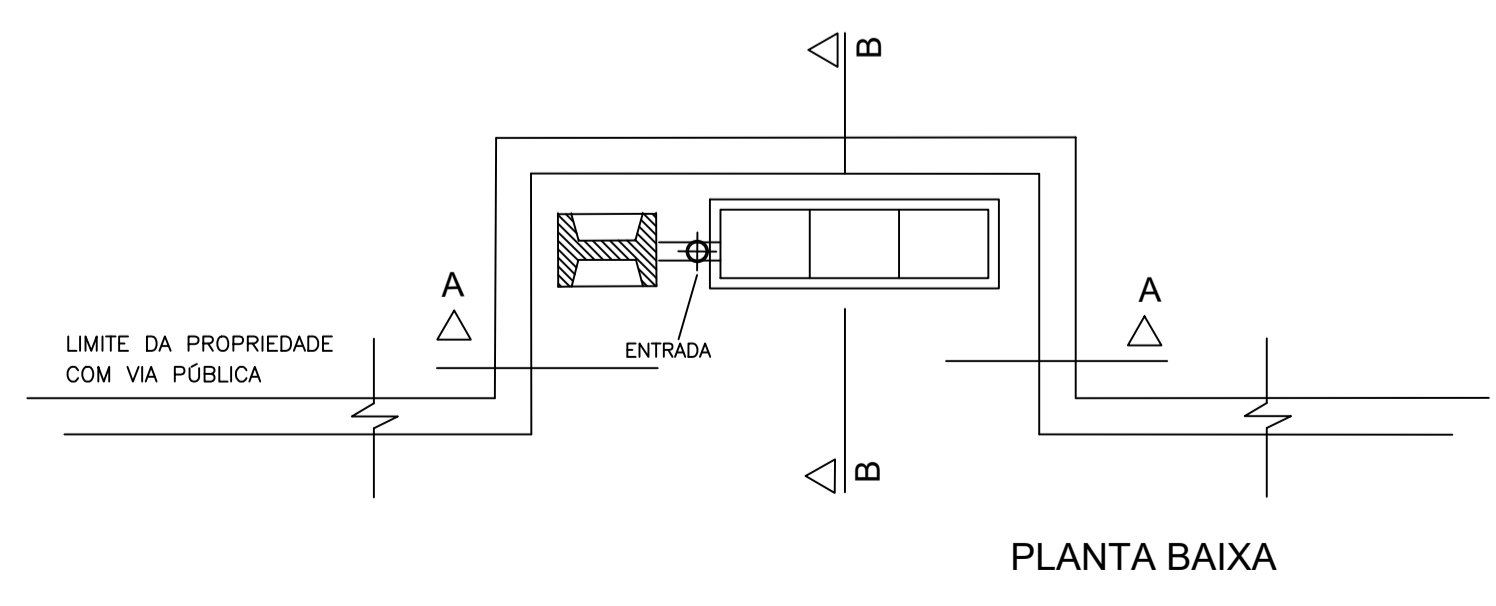 B
A
A
LIMITE DA PROPRIEDADE
COM VIA PÚBLICA
ENTRADA
B
PLANTA BAIXA